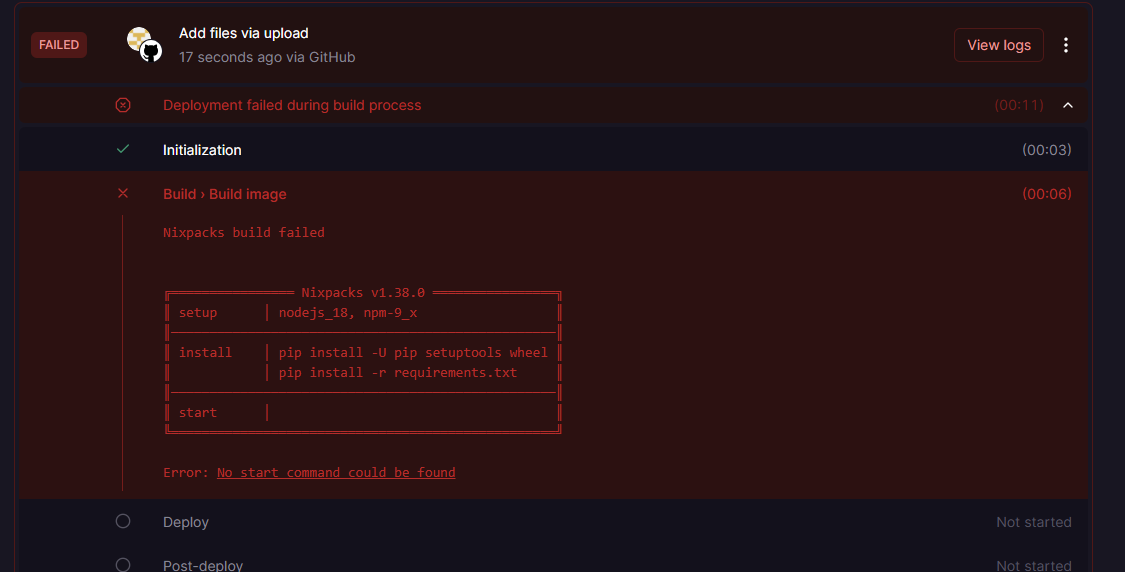 FAILED
Add files via upload
17 seconds ago via GitHub
View logs
Deployment failed during build process (00:11)
Initialization (00:03)
Build › Build image (00:06)
Nixpacks build failed
Nixpacks v1.38.0
setup nodejs_18, npm-9_x
install pip install -U pip setuptools wheel
pip install -r requirements.txt
start
Error: No start command could be found
Deploy Not started
Post-deploy Not started